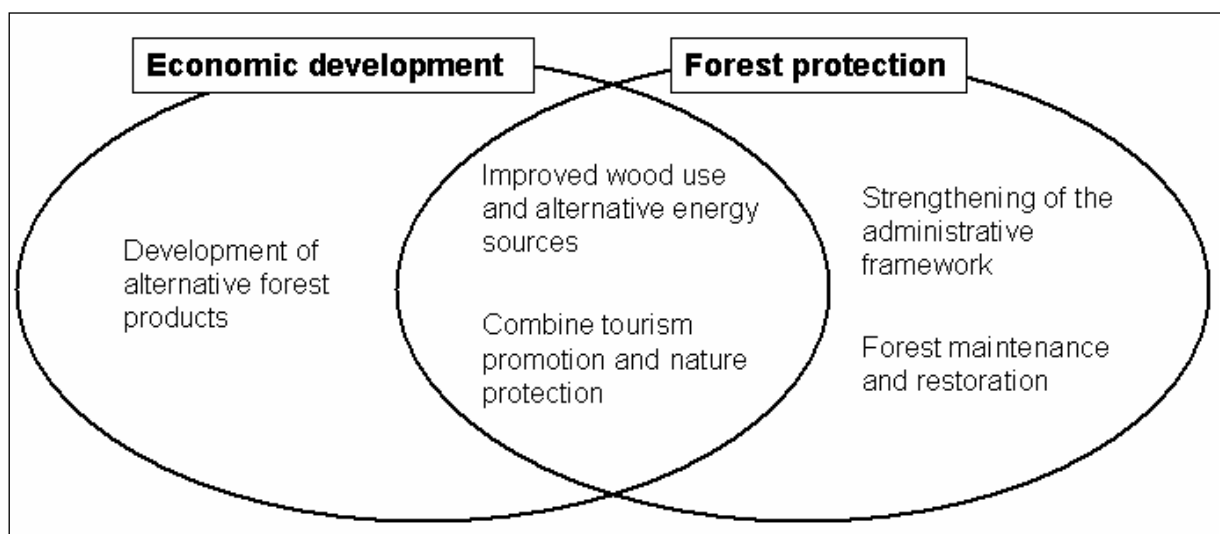 Economic development
Forest protection
Development of
alternative forest
products
Improved wood use
and alternative energy
sources
Combine tourism
promotion and nature
protection
Strengthening of the
administrative
framework
Forest maintenance
and restoration